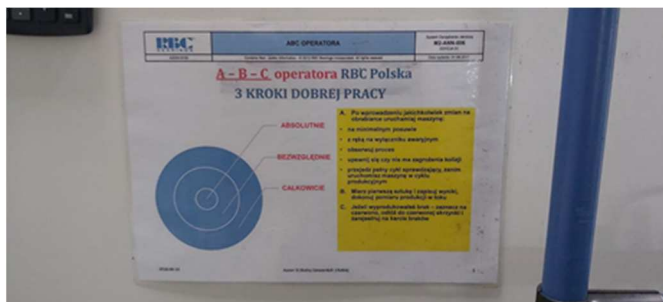 RBC
ABC OPERATORA
A – B – C operatora RBC Polska
3 KROKI DOBREJ PRACY
ABSOLUTNIE
BEZWZGLĘDNIE
CAŁKOWICIE
A. Po wprowadzeniu jakichkolwiek zmian na
obrabiarce uruchamiaj maszynę:
na minimalnym posuwie
z ręką na wyłączniku awaryjnym
obserwuj proces
upewnij się czy nie ma zagrożenia kolizji
przejedź pełny cykl sprawdzający, zanim
uruchomisz maszynę w cyklu
produkcyjnym
B. Mierz pierwszą sztukę i zapisuj wyniki,
dokonuj pomiaru produkcji w toku
C. Jeżeli wyprodukowałeś brak – zaznacz na
czerwono, odłóż do czerwonej skrzynki i
zarejestruj na karcie braków